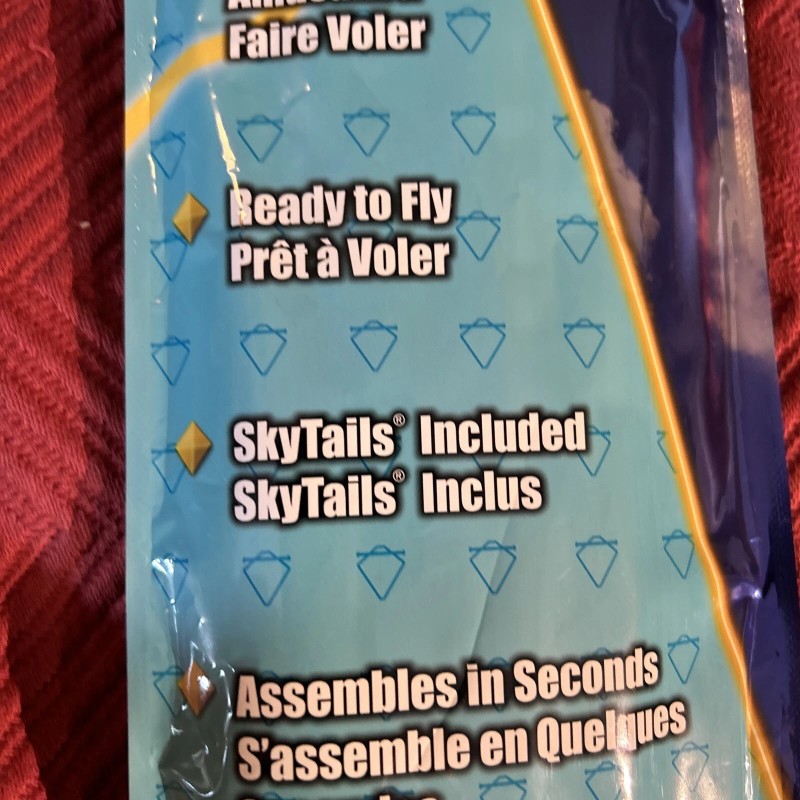 Faire Voler
Ready to Fly
Prêt à Voler
SkyTails® Included
SkyTails® Inclus
Assembles in Seconds
S'assemble en Quelques